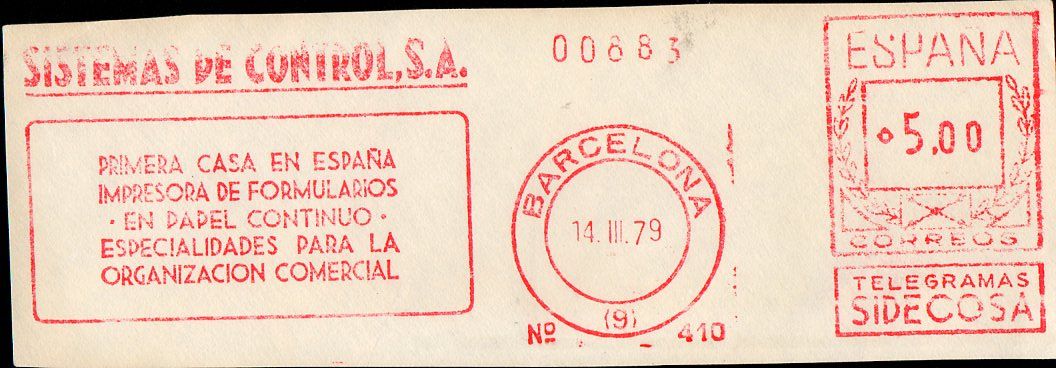 SISTEMAS DE CONTROL, S.A.
PRIMERA CASA EN ESPAÑA
IMPRESORA DE FORMULARIOS
· EN PAPEL CONTINUO ·
ESPECIALIDADES PARA LA
ORGANIZACION COMERCIAL
00883
BARCELONA
14. III. 79
(9)
Nº 410
ESPAÑA
5,00
CORREOS
TELEGRAMAS
SIDECOSA